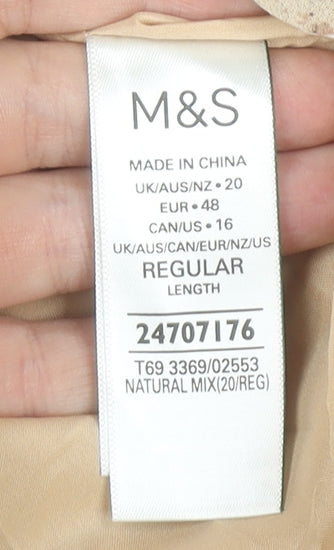 M&S
MADE IN CHINA
UK/AUS/NZ • 20
EUR • 48
CAN/US • 16
UK/AUS/CAN/EUR/NZ/US
REGULAR
LENGTH
24707176
T69 3369/02553
NATURAL MIX(20/REG)